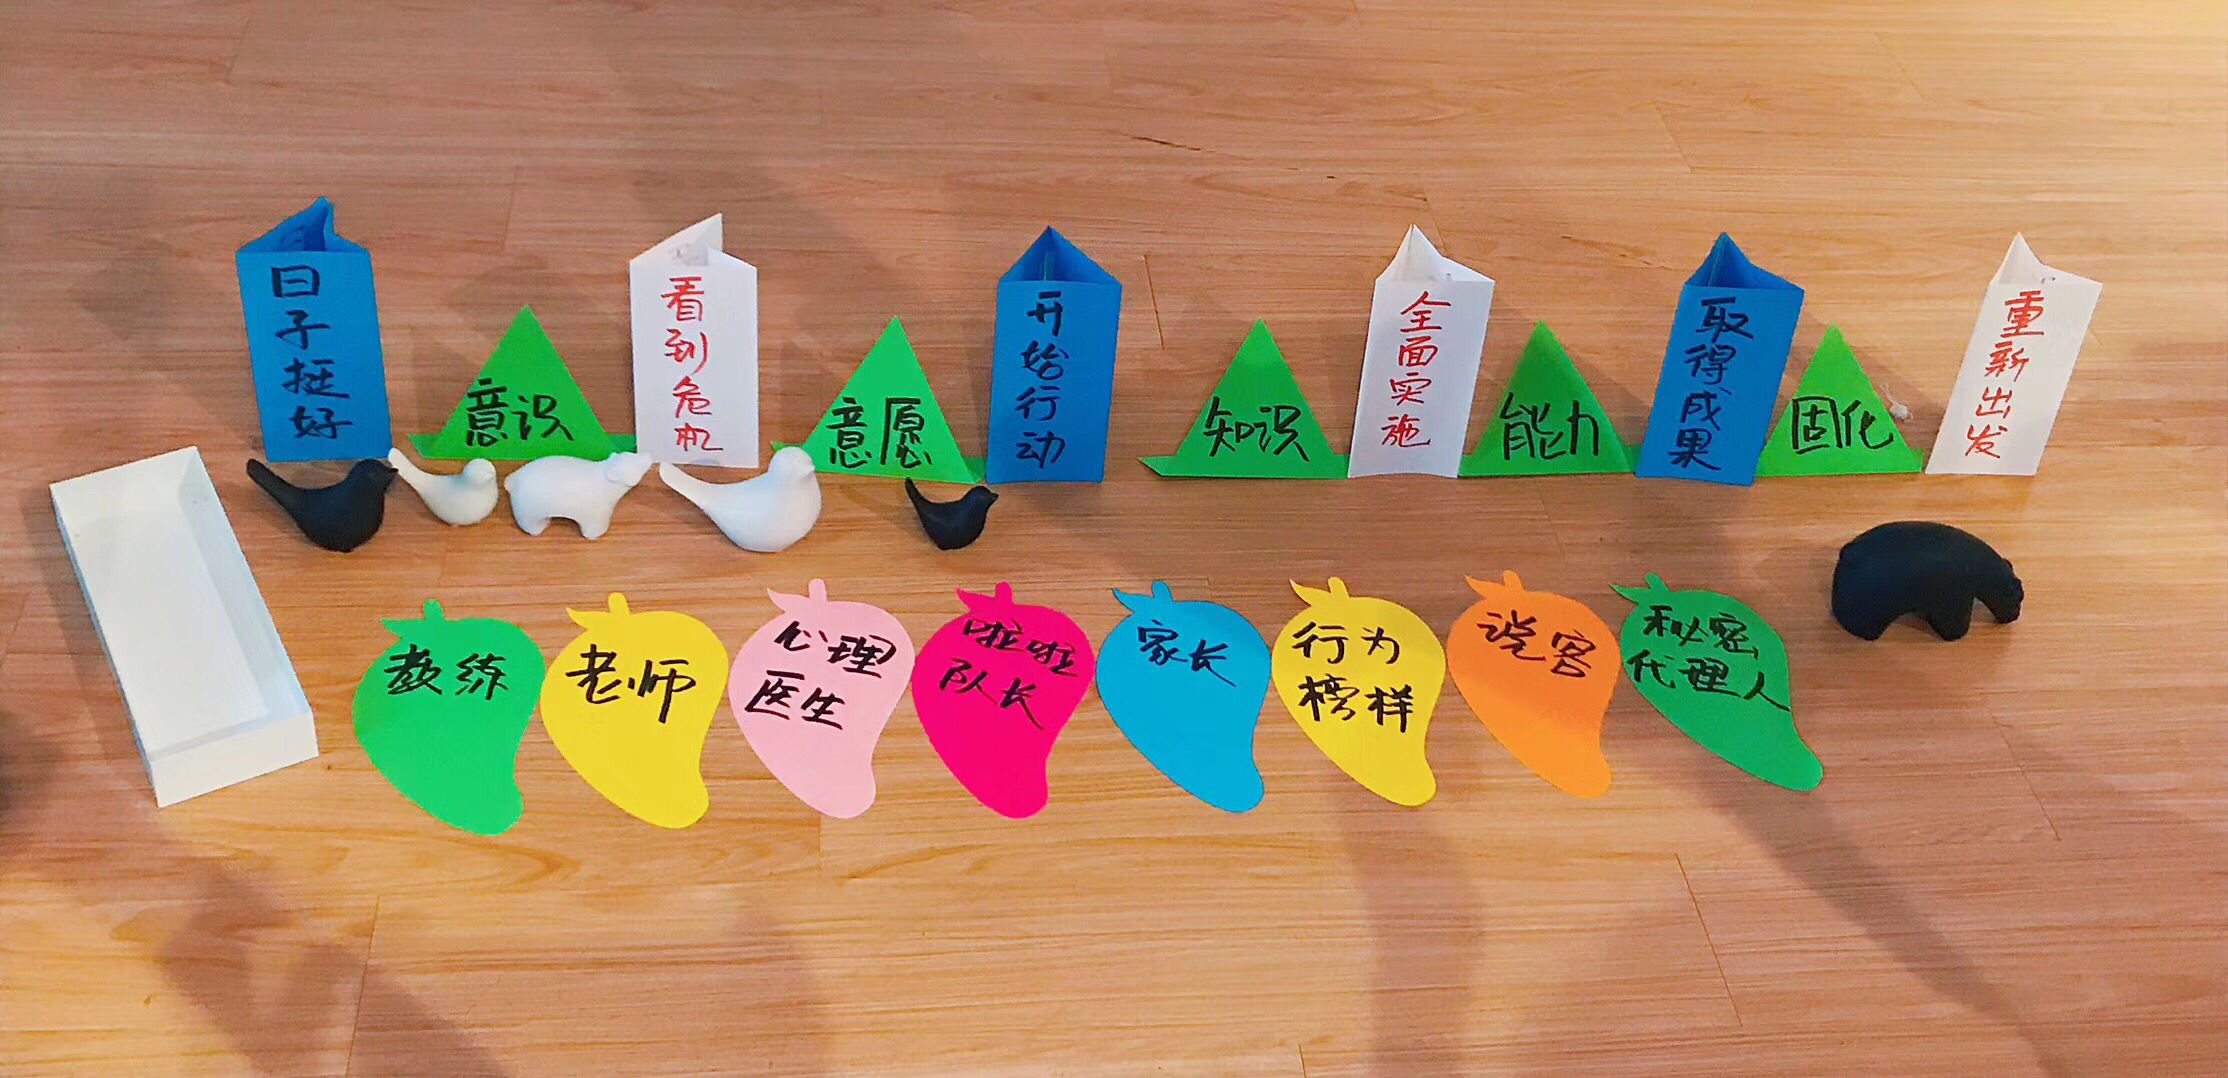 日子挺好
意识
看到危机
意愿
开始行动
知识
全面实施
能力
取得成果
固化
重新出发
教练
老师
心理
医生
啦啦
队长
家长
行为
榜样
说客
秘密
代理人